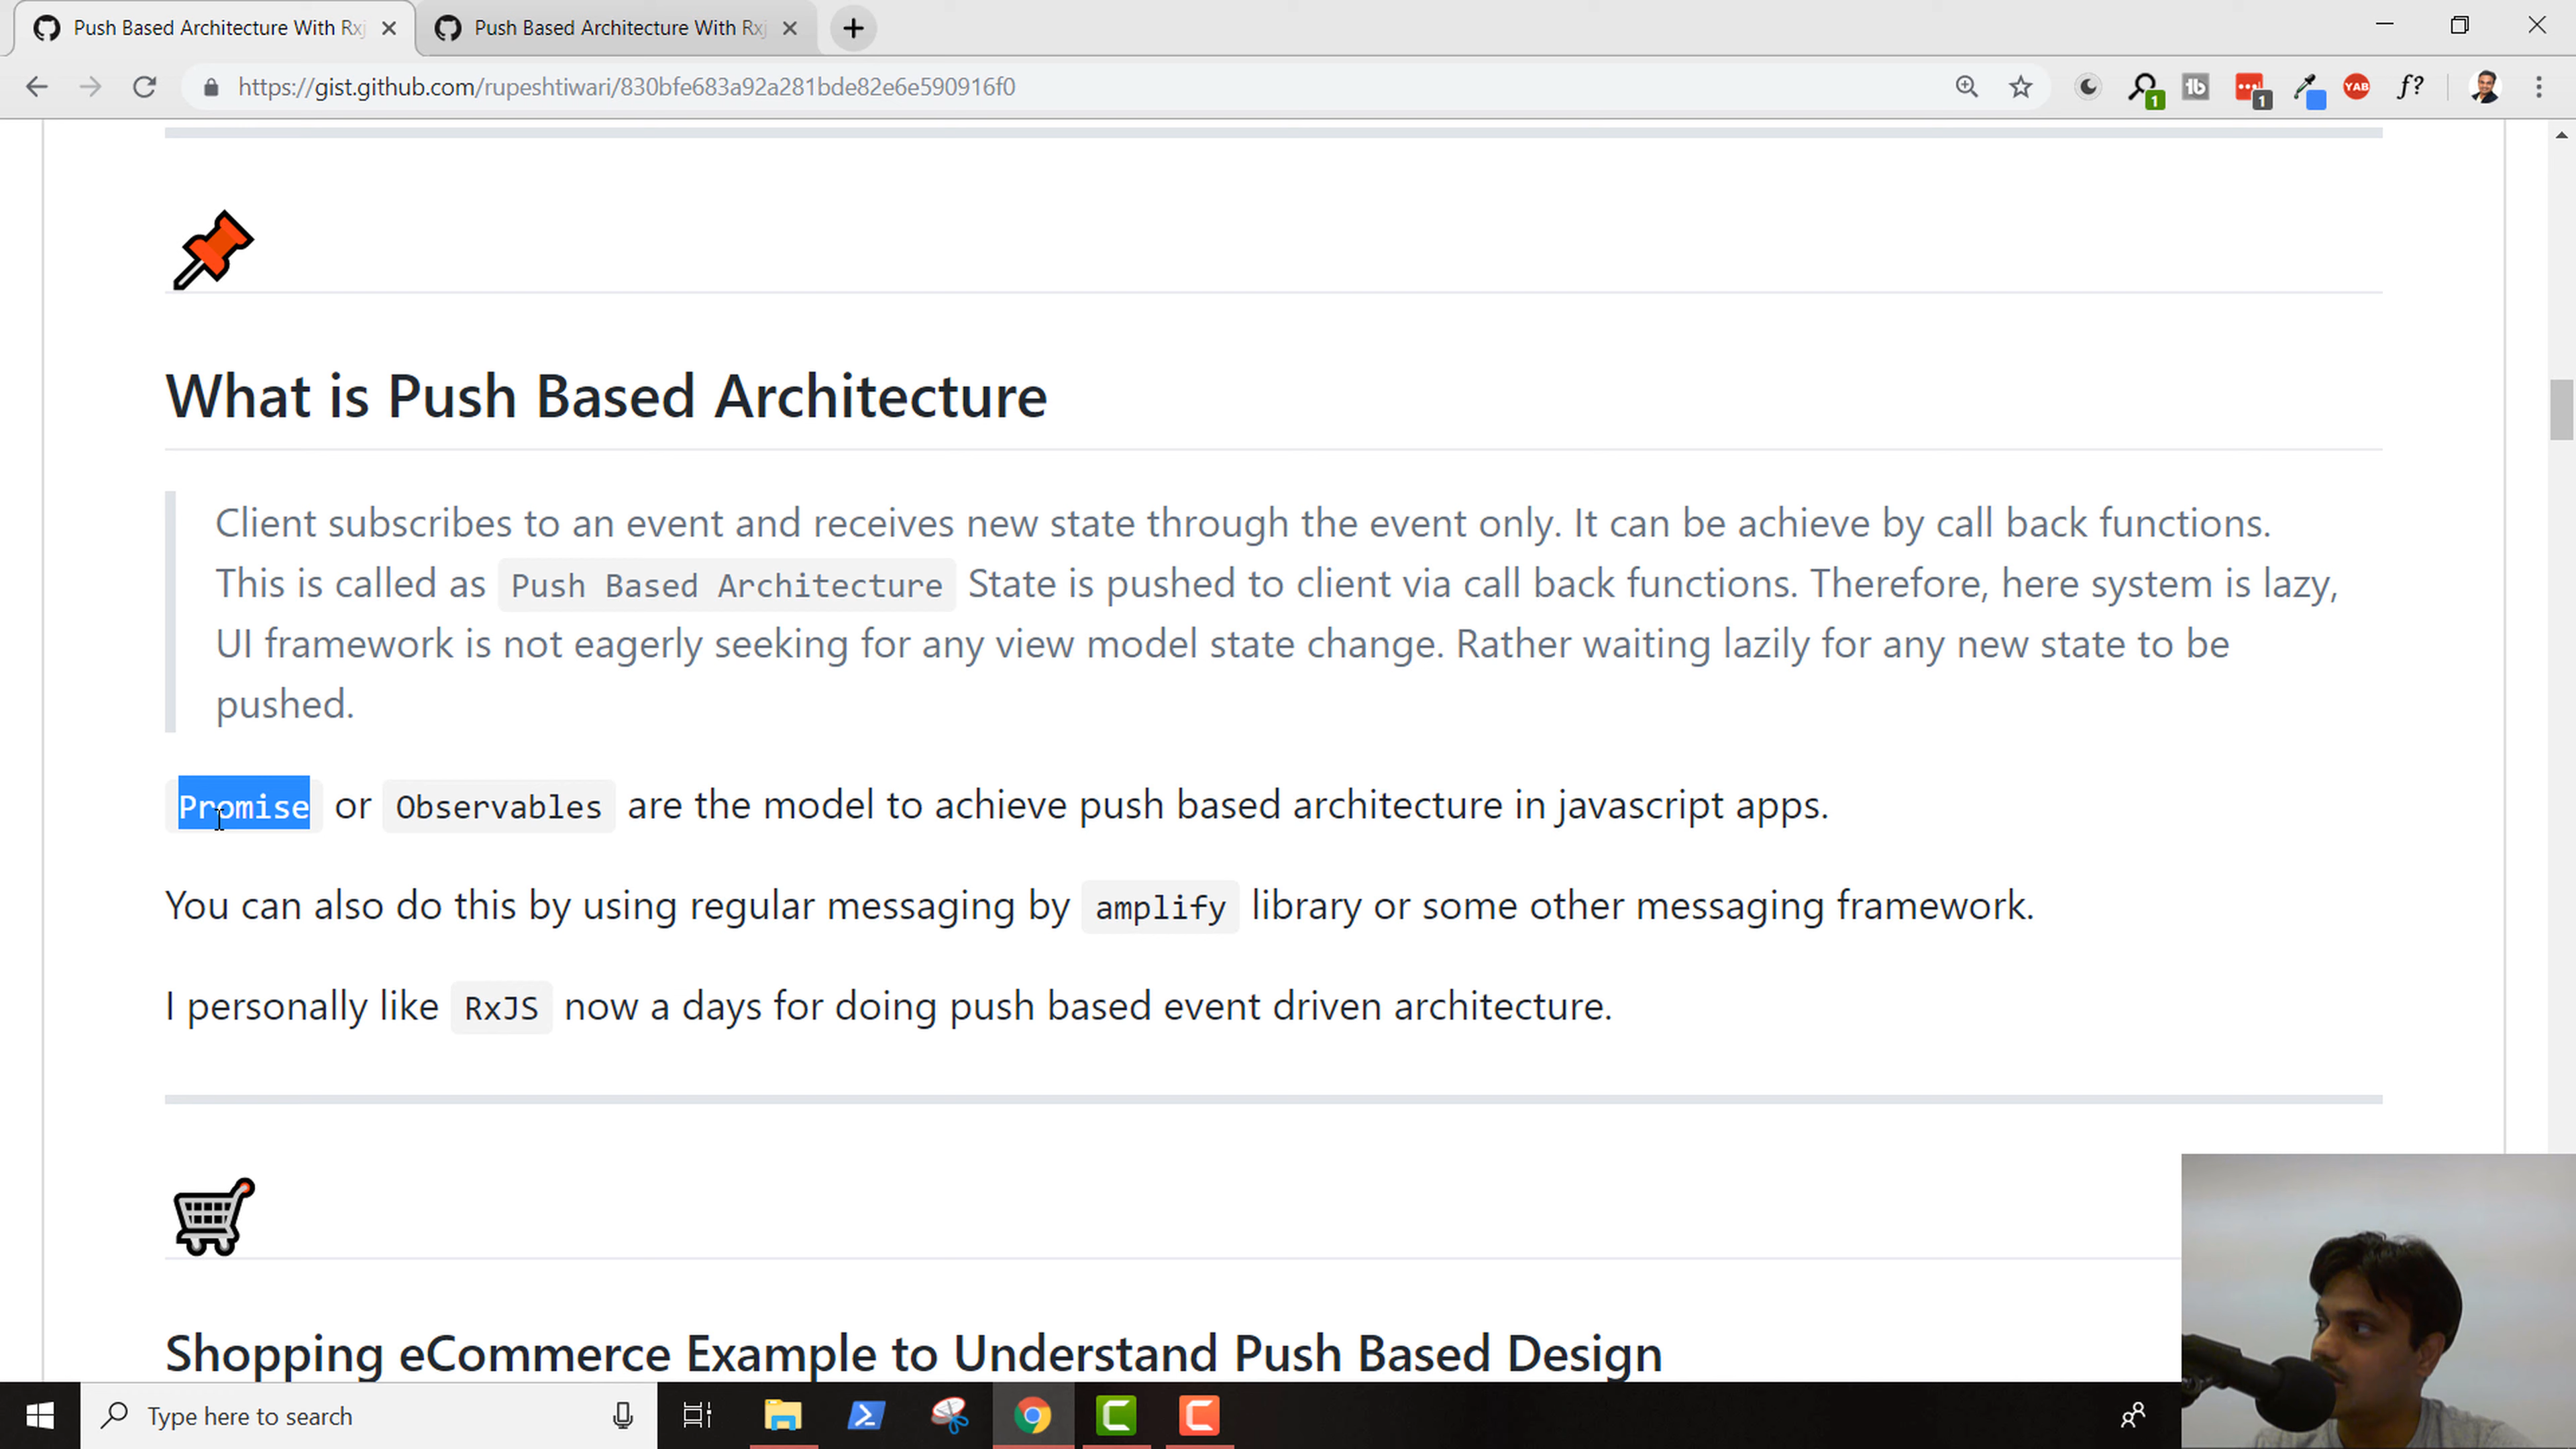 Push Based Architecture With Rxj
Push Based Architecture With Rxj
https://gist.github.com/rupeshtiwari/830bfe683a92a281bde82e6e590916f0
1
1
YAB
f?
What is Push Based Architecture
Client subscribes to an event and receives new state through the event only. It can be achieve by call back functions.
This is called as Push Based Architecture State is pushed to client via call back functions. Therefore, here system is lazy,
UI framework is not eagerly seeking for any view model state change. Rather waiting lazily for any new state to be
pushed.
Promise or Observables are the model to achieve push based architecture in javascript apps.
You can also do this by using regular messaging by amplify library or some other messaging framework.
I personally like RxJS now a days for doing push based event driven architecture.
Shopping eCommerce Example to Understand Push Based Design
Type here to search